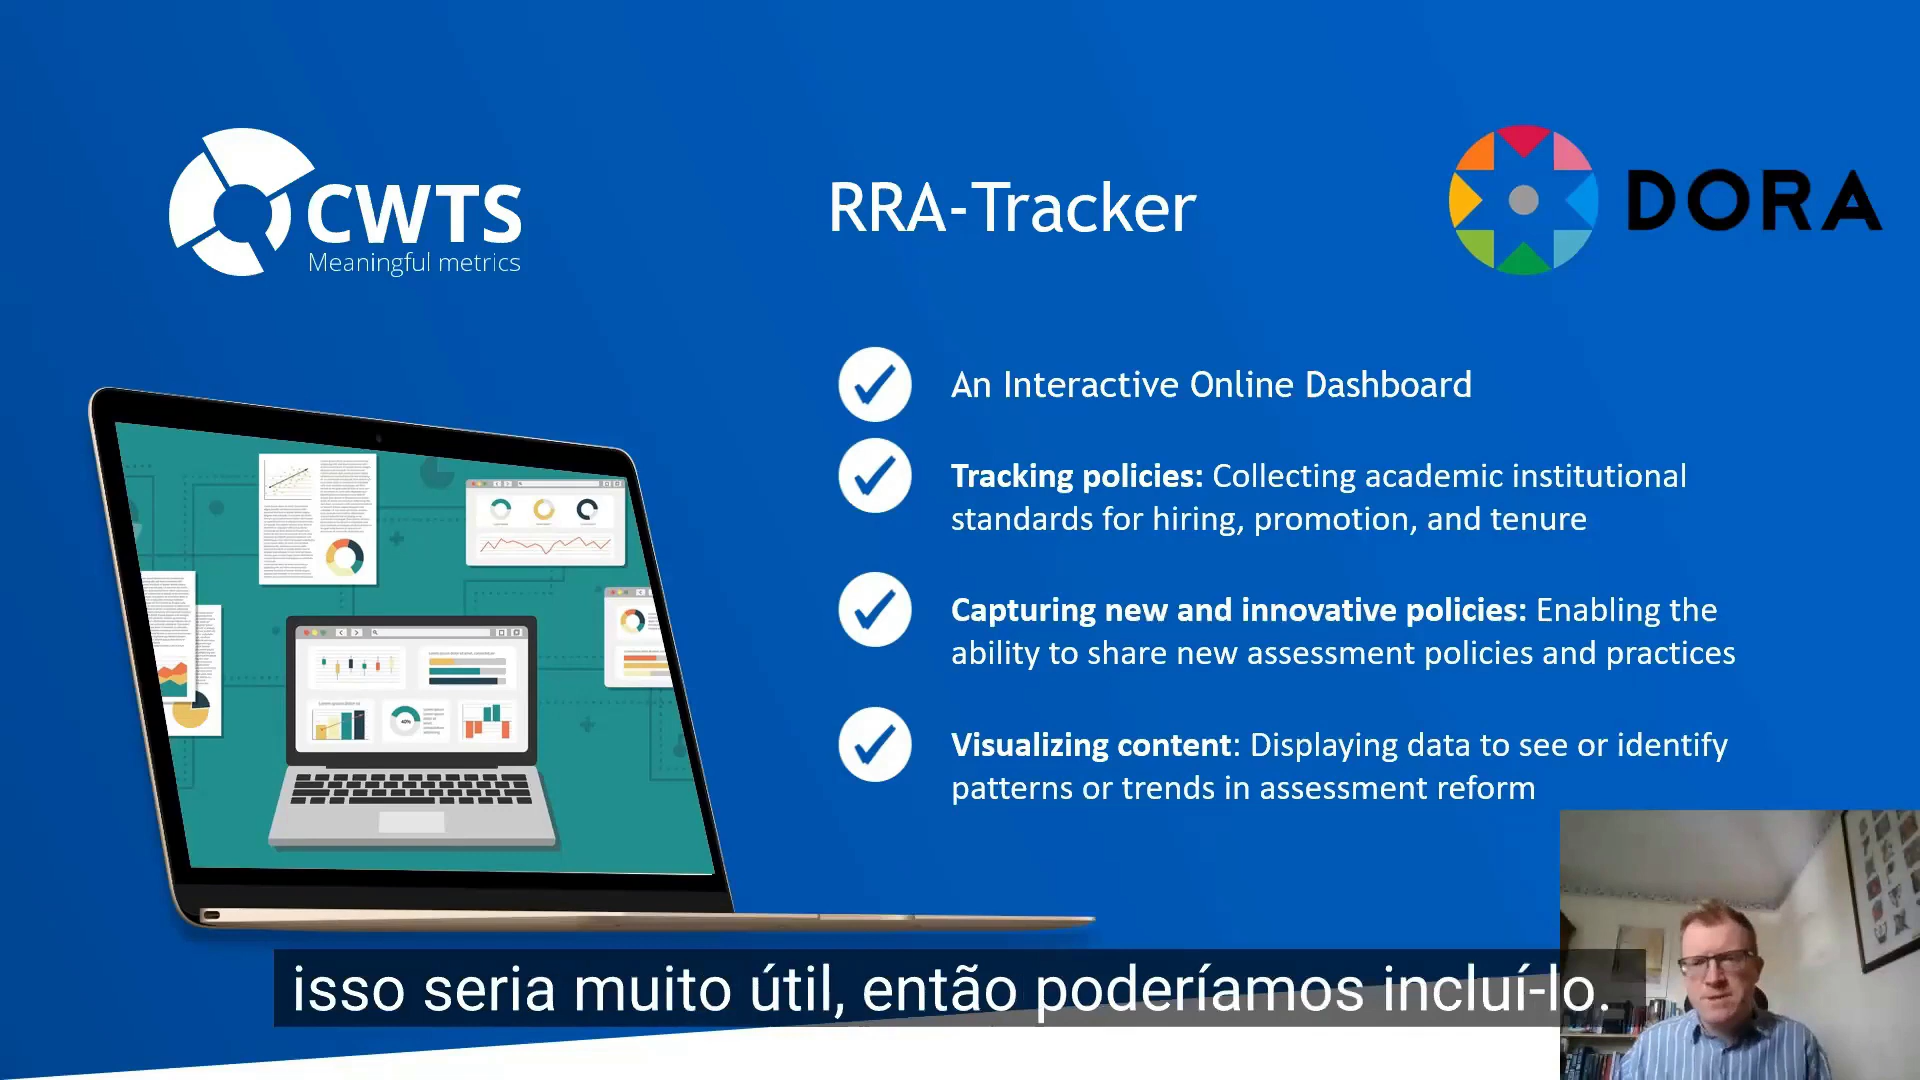 CWTS
Meaningful metrics
RRA-Tracker
DORA
An Interactive Online Dashboard
Tracking policies: Collecting academic institutional
standards for hiring, promotion, and tenure
Capturing new and innovative policies: Enabling the
ability to share new assessment policies and practices
Visualizing content: Displaying data to see or identify
patterns or trends in assessment reform
40%
isso seria muito útil, então poderíamos incluí-lo.